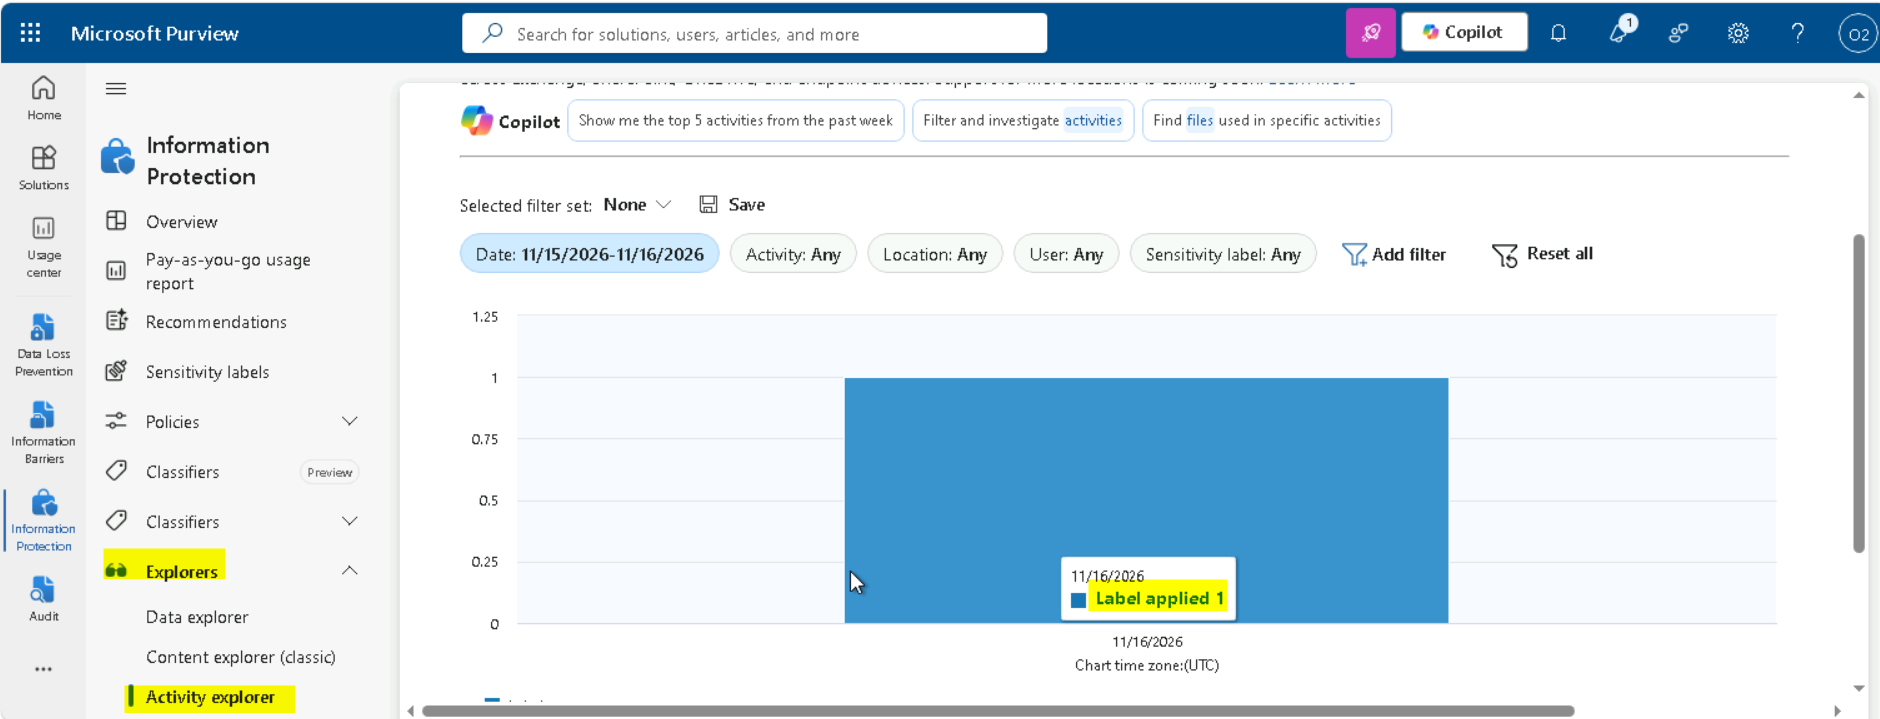 Microsoft Purview
Search for solutions, users, articles, and more
Copilot
1
O2
Home
Solutions
Usage
center
Data Loss
Prevention
Information
Barriers
Information
Protection
Audit
Information
Protection
Overview
Pay-as-you-go usage
report
Recommendations
Sensitivity labels
Policies
Classifiers Preview
Classifiers
Explorers
Data explorer
Content explorer (classic)
Activity explorer
Copilot
Show me the top 5 activities from the past week
Filter and investigate activities
Find files used in specific activities
Selected filter set: None Save
Date: 11/15/2026-11/16/2026
Activity: Any
Location: Any
User: Any
Sensitivity label: Any
Add filter
Reset all
1.25
1
0.75
0.5
0.25
0
11/16/2026
Label applied 1
11/16/2026
Chart time zone:(UTC)